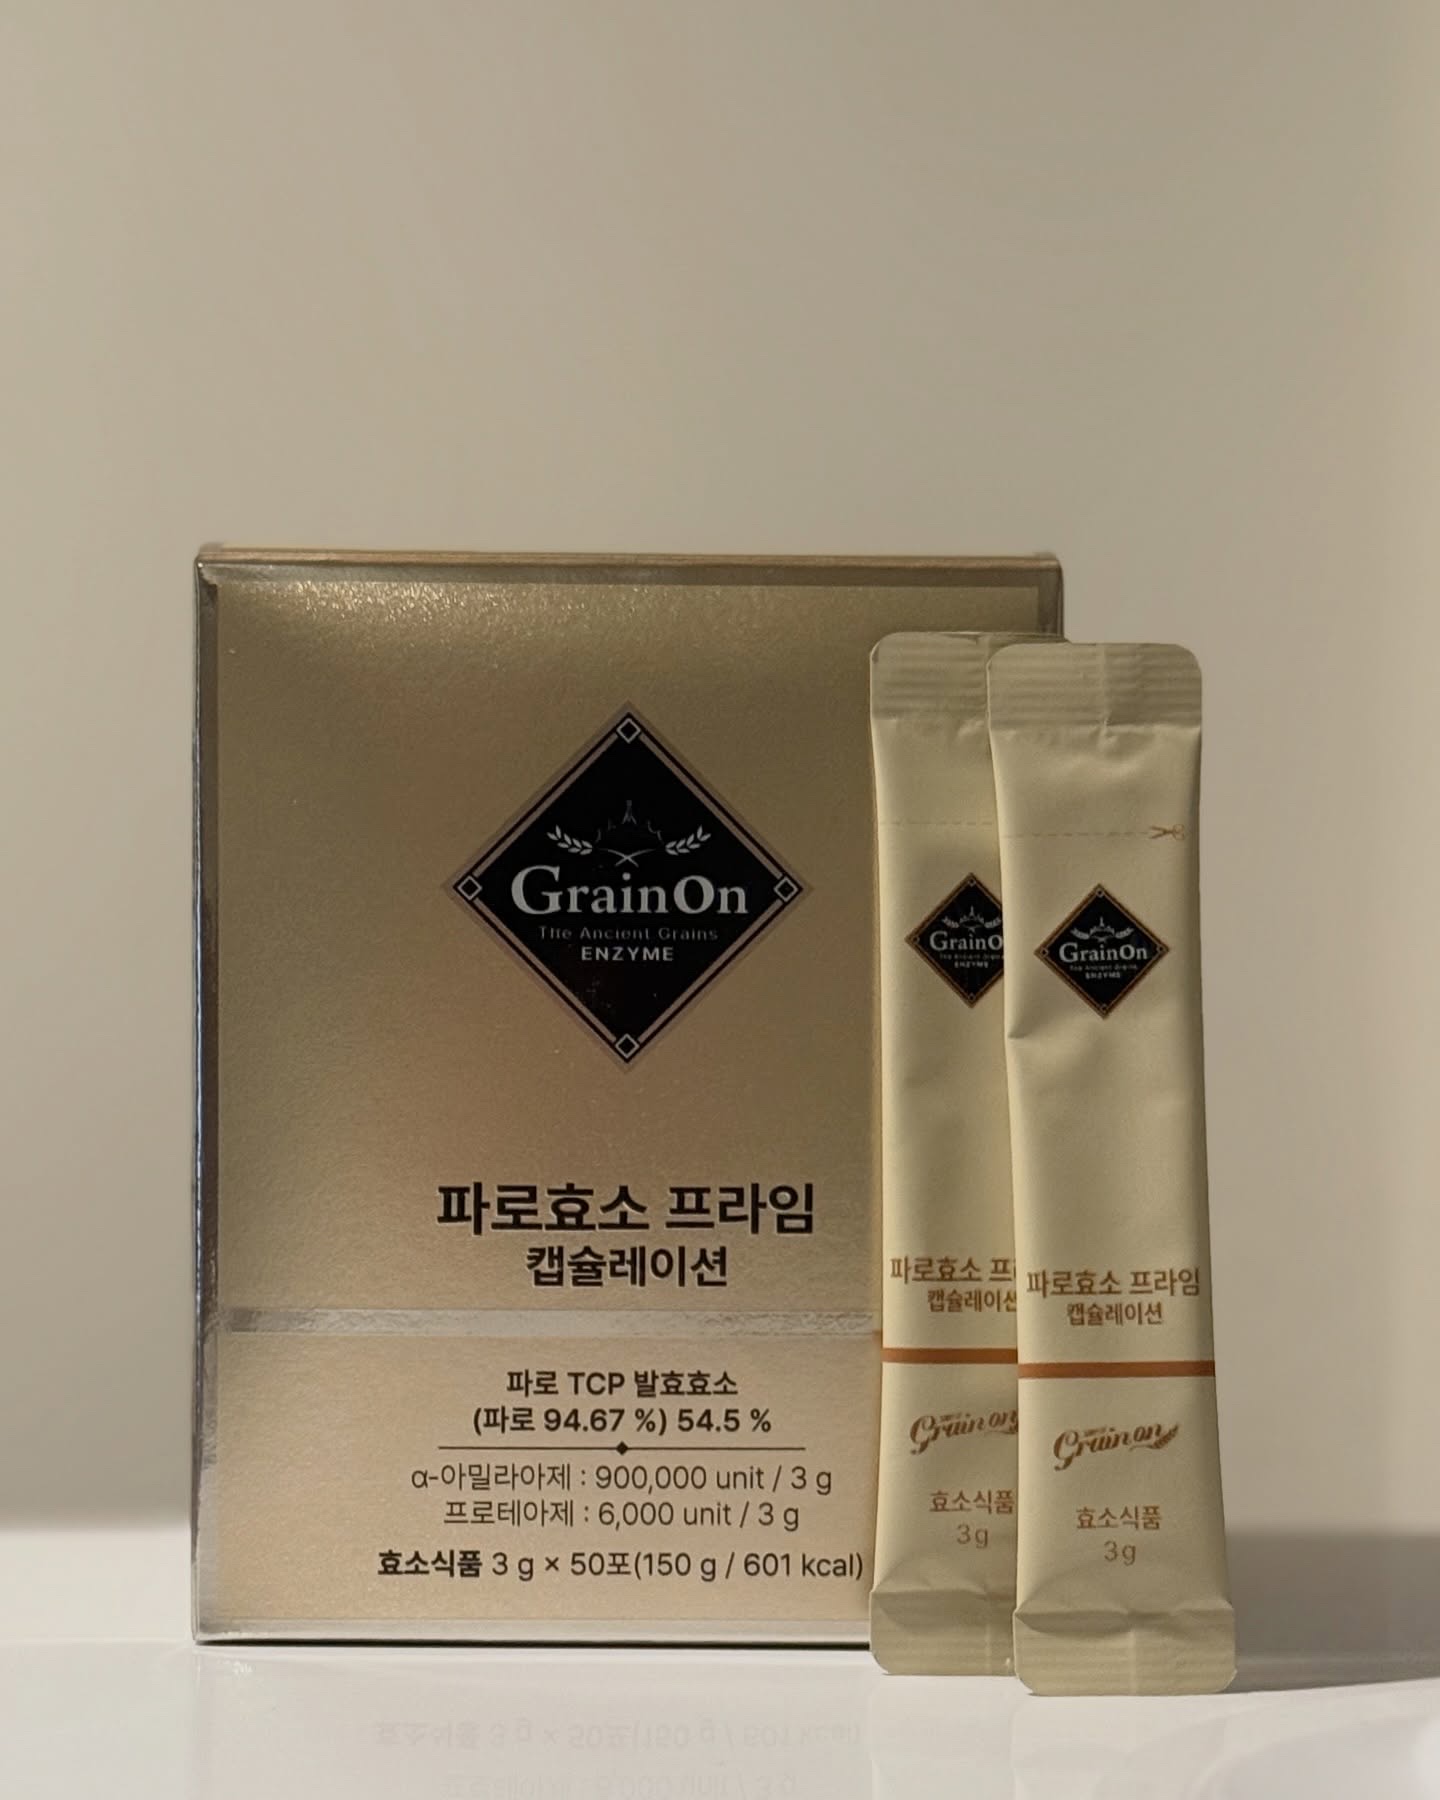 GrainOn
The Ancient Grains
ENZYME
파로효소 프라임
캡슐레이션
파로 TCP 발효효소
(파로 94.67 %) 54.5 %
α-아밀라아제 : 900,000 unit / 3 g
프로테아제 : 6,000 unit / 3 g
효소식품 3 g × 50포(150 g / 601 kcal)
GrainO
The Ancient Grains
ENZYME
파로효소 프
캡슐레이션
Grain on
효소식품
3g
GrainOn
The Ancient Grains
ENZYME
파로효소 프라임
캡슐레이션
Grain on
효소식품
3g